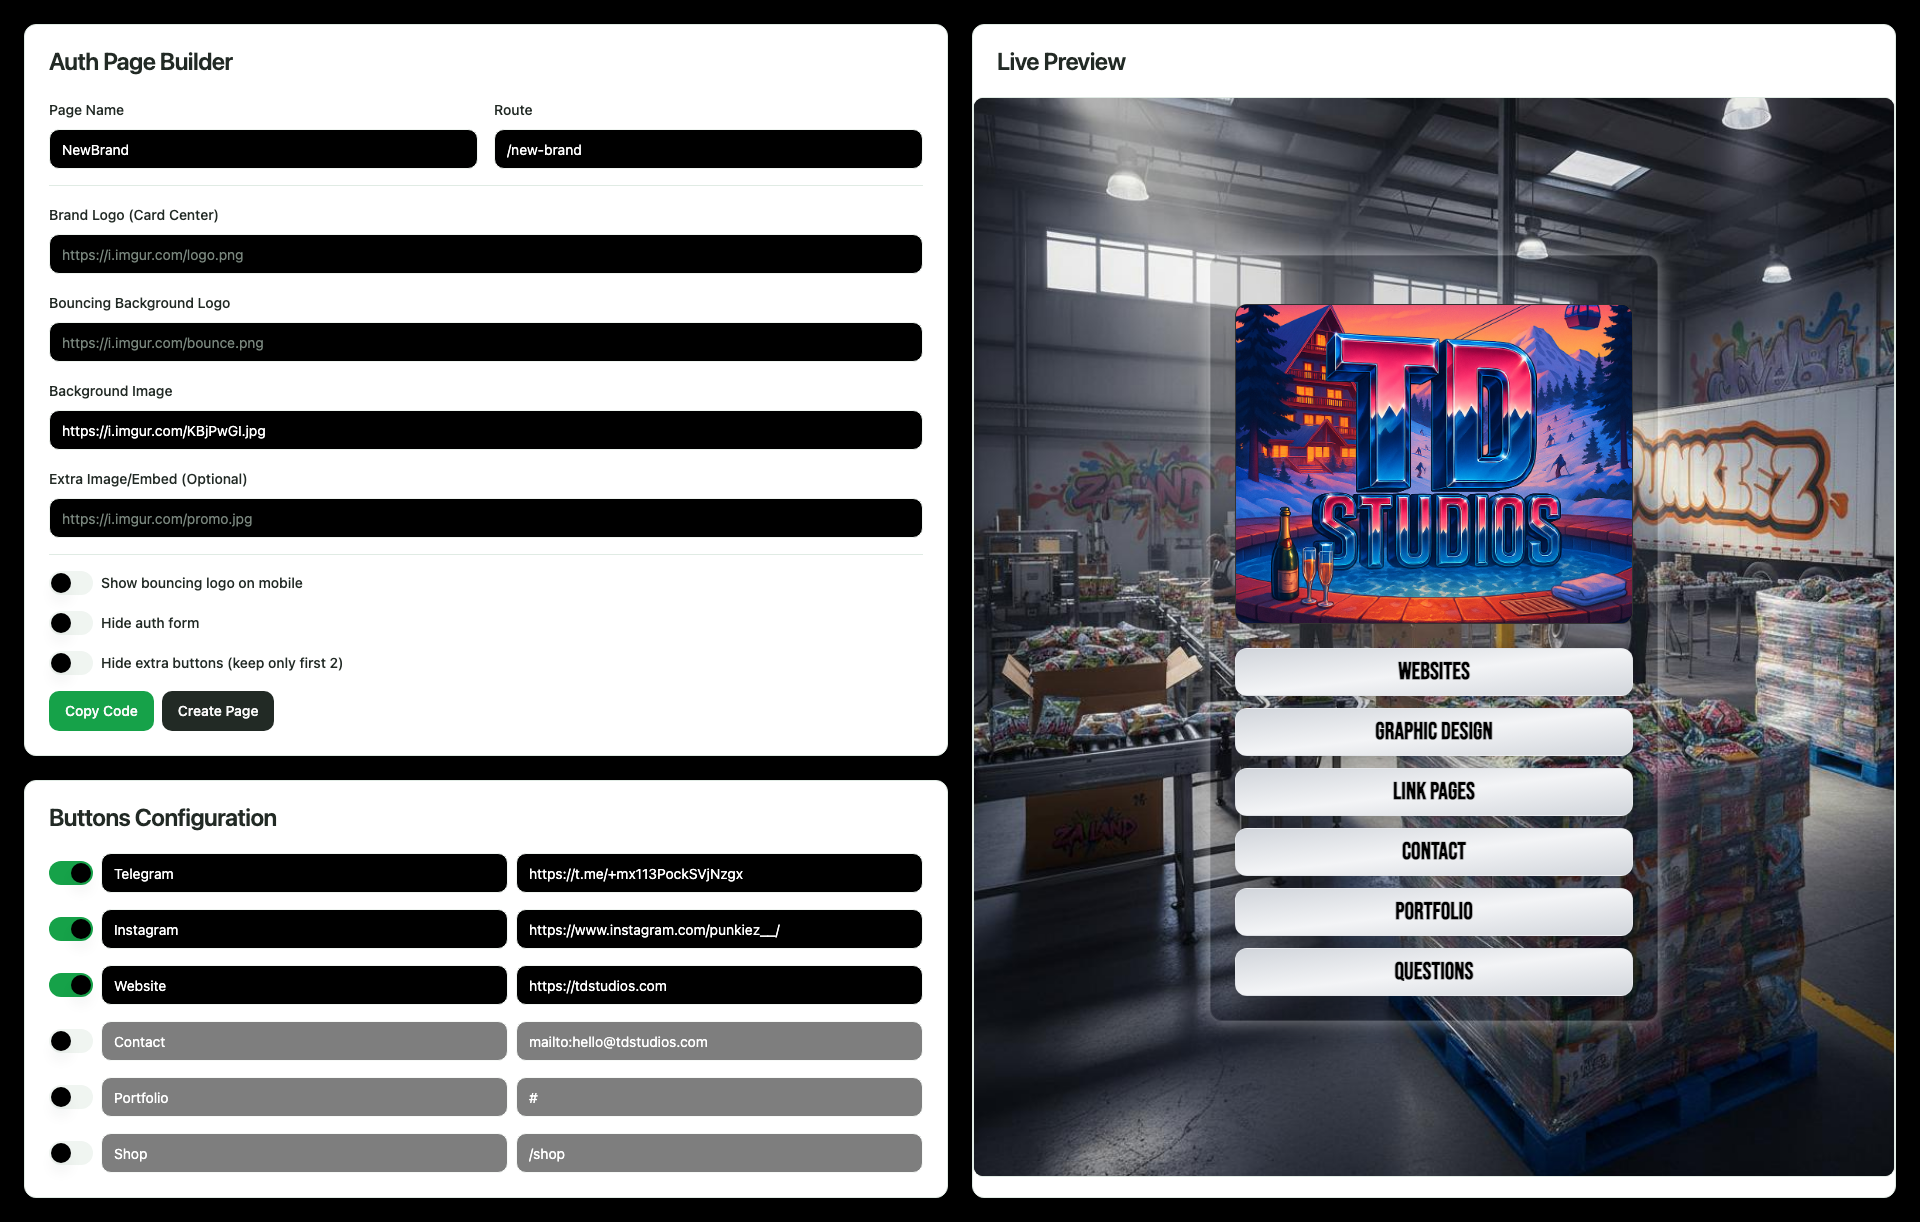 Auth Page Builder
Page Name
NewBrand
Route
/new-brand
Brand Logo (Card Center)
https://i.imgur.com/logo.png
Bouncing Background Logo
https://i.imgur.com/bounce.png
Background Image
https://i.imgur.com/KBjPwGI.jpg
Extra Image/Embed (Optional)
https://i.imgur.com/promo.jpg
Show bouncing logo on mobile
Hide auth form
Hide extra buttons (keep only first 2)
Copy Code
Create Page
Buttons Configuration
Telegram
https://t.me/+mx113PockSVjNzgx
Instagram
https://www.instagram.com/punkiez__/
Website
https://tdstudios.com
Contact
mailto:hello@tdstudios.com
Portfolio
#
Shop
/shop
Live Preview
TD
STUDIOS
ZALAND
PUNKIEZ
ZALAND
WEBSITES
GRAPHIC DESIGN
LINK PAGES
CONTACT
PORTFOLIO
QUESTIONS